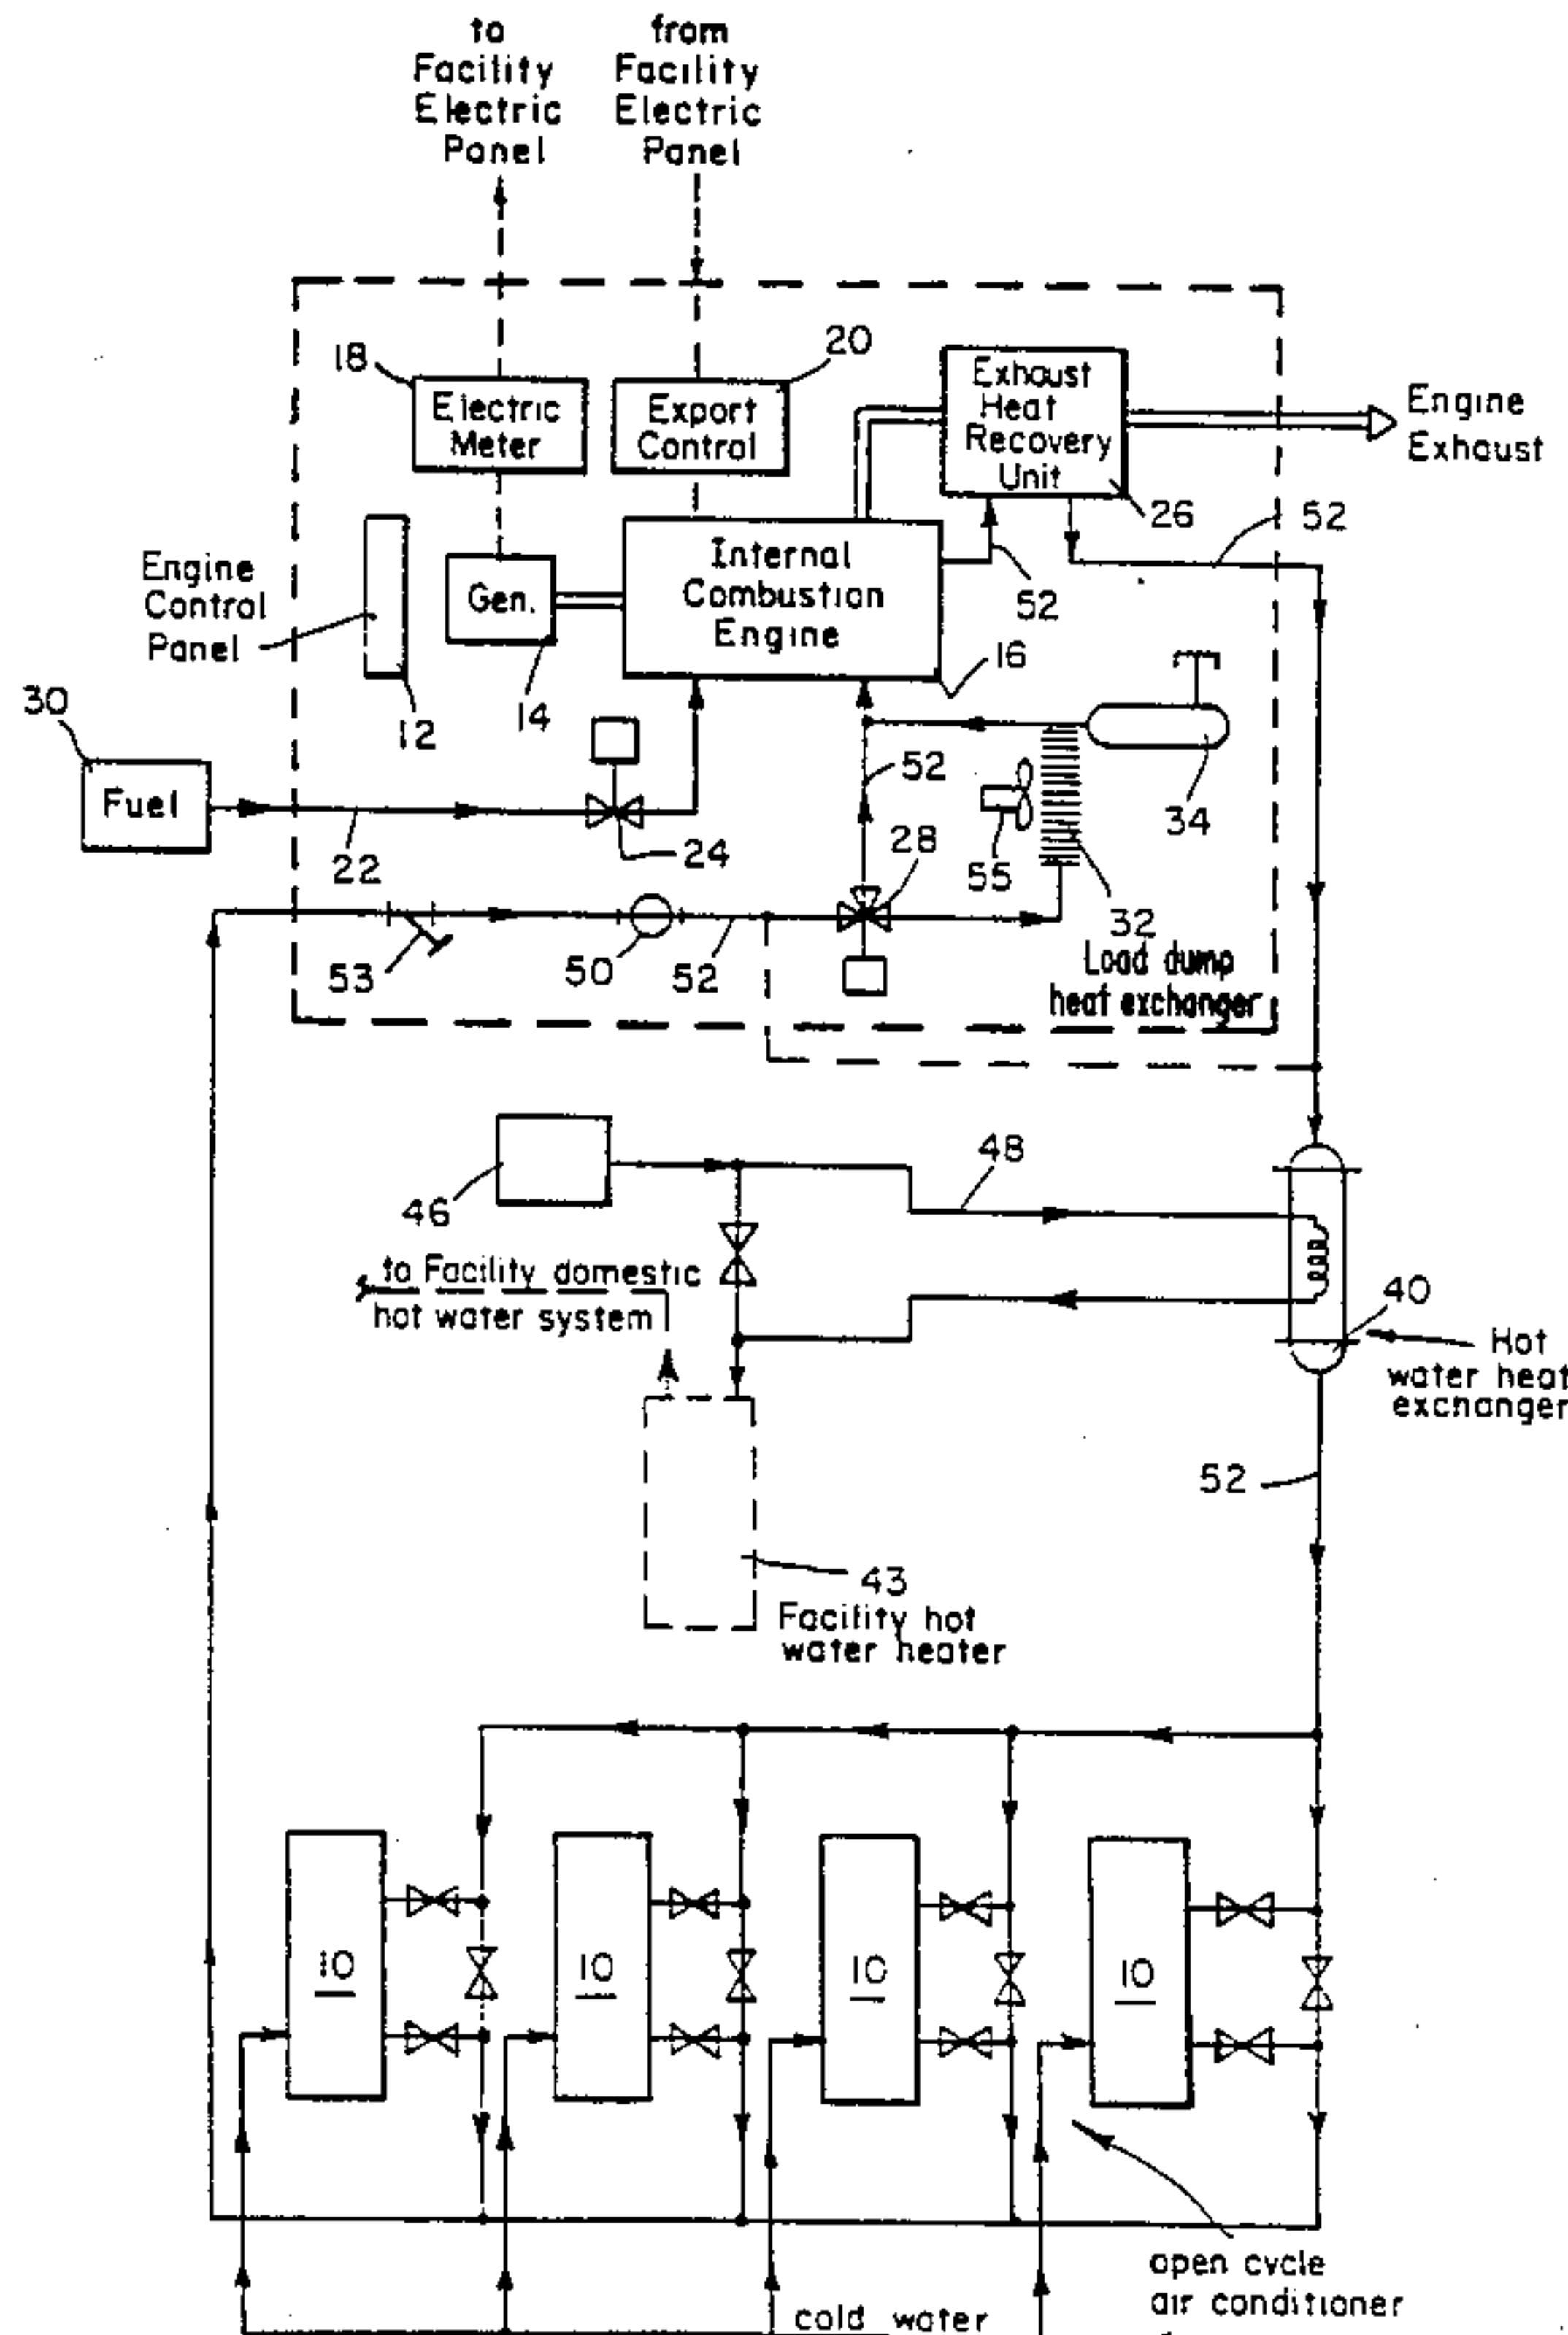 to
Facility
Electric
Panel
from
Facility
Electric
Panel
18
Electric
Meter
20
Export
Control
Exhaust
Heat
Recovery
Unit
Engine
Exhaust
26
52
Engine
Control
Panel
Gen.
Internal
Combustion
Engine
52
16
30
12
14
Fuel
52
34
22
24
28
55
32
53
50
52
Load dump
heat exchanger
46
48
to Facility domestic
hot water system
40
Hot
water heat
exchanger
52
43
Facility hot
water heater
10
10
10
10
open cycle
air conditioner
cold water